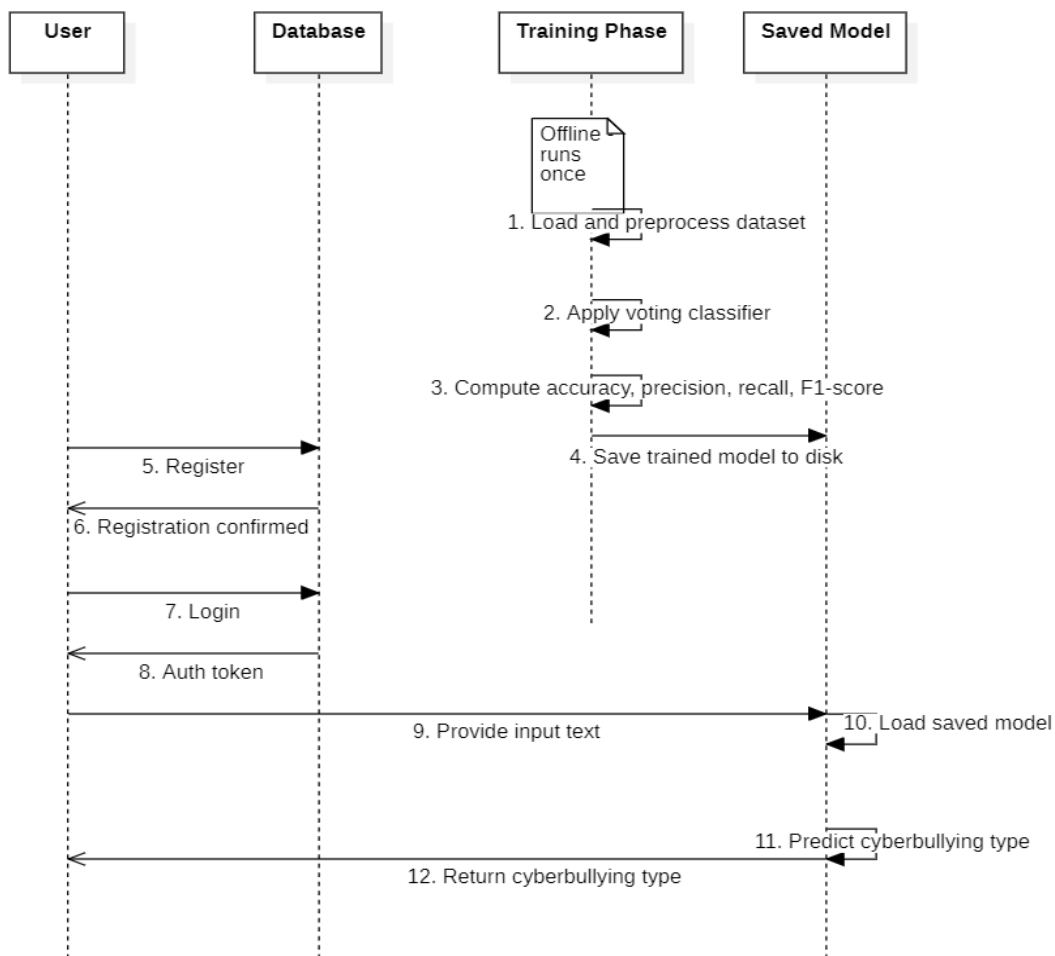 User
Database
Training Phase
Saved Model
Offline
runs
once
1. Load and preprocess dataset
2. Apply voting classifier
3. Compute accuracy, precision, recall, F1-score
4. Save trained model to disk
5. Register
6. Registration confirmed
7. Login
8. Auth token
9. Provide input text
10. Load saved model
11. Predict cyberbullying type
12. Return cyberbullying type